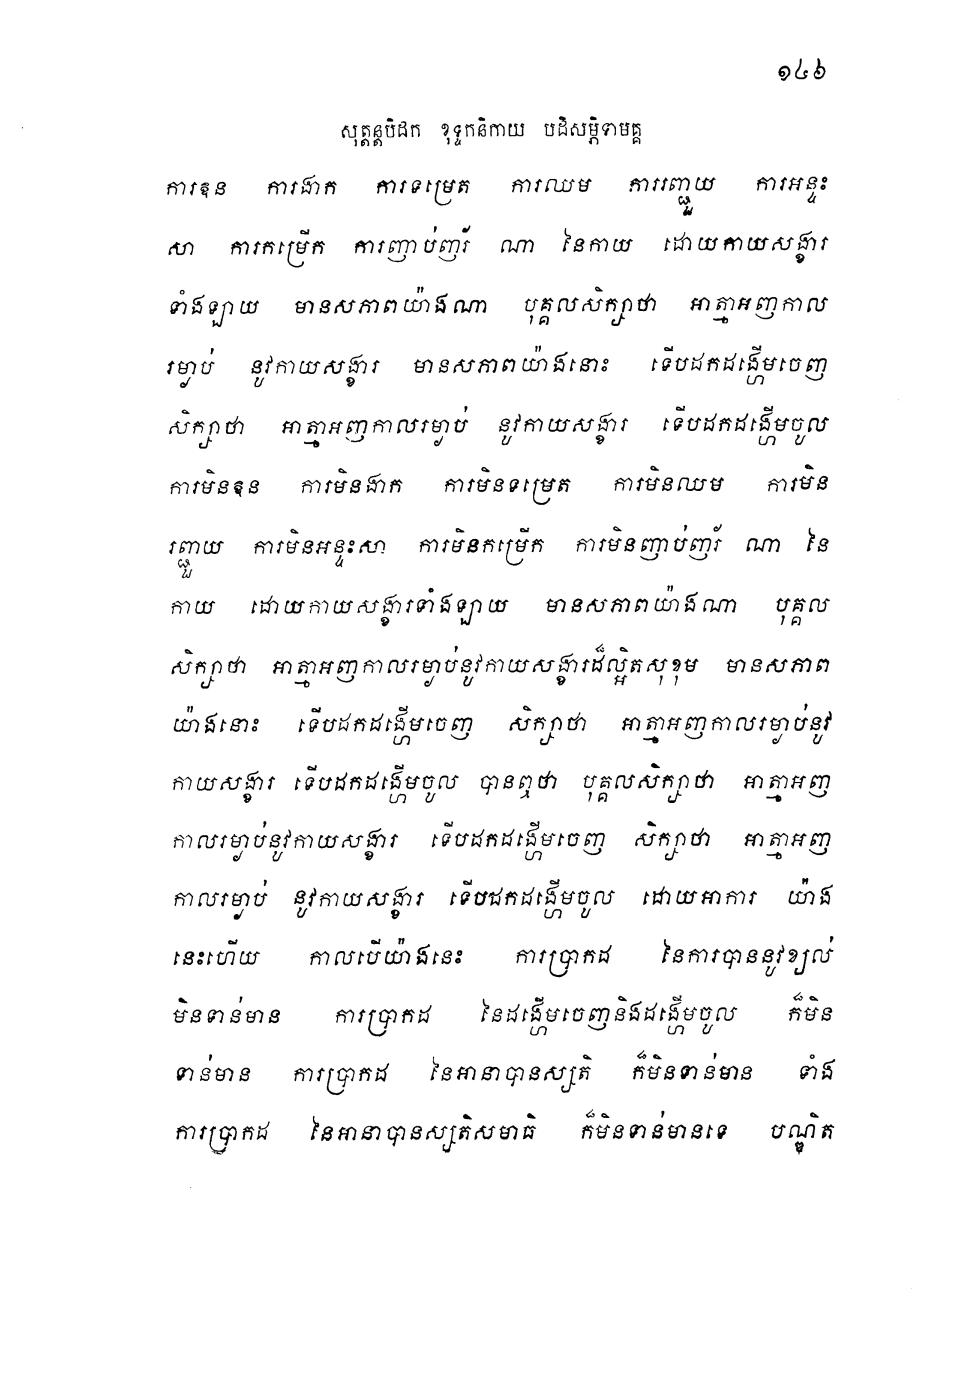 ១៤៦
សុត្តន្តបិដក ខុទ្ទកនិកាយ បដិសម្ភិទាមគ្គ
ការឱន ការងាក ការទម្រេត ការឈម ការរញ្ជួយ ការអន្ទះ
សា ការកម្រើក ការញាប់ញ័រ ណា នៃកាយ ដោយកាយសង្ខារ
ទាំងឡាយ មានសភាពយ៉ាងណា បុគ្គលសិក្សាថា អាត្មាអញកាល
រម្ងាប់ នូវកាយសង្ខារ មានសភាពយ៉ាងនោះ ទើបដកដង្ហើមចេញ
សិក្សាថា អាត្មាអញកាលរម្ងាប់ នូវកាយសង្ខារ ទើបដកដង្ហើមចូល
ការមិនឱន ការមិនងាក ការមិនទម្រេត ការមិនឈម ការមិន
រញ្ជួយ ការមិនអន្ទះសា ការមិនកម្រើក ការមិនញាប់ញ័រ ណា នៃ
កាយ ដោយកាយសង្ខារទាំងឡាយ មានសភាពយ៉ាងណា បុគ្គល
សិក្សាថា អាត្មាអញកាលរម្ងាប់នូវកាយសង្ខារដ៏ល្អិតសុខុម មានសភាព
យ៉ាងនោះ ទើបដកដង្ហើមចេញ សិក្សាថា អាត្មាអញកាលរម្ងាប់នូវ
កាយសង្ខារ ទើបដកដង្ហើមចូល បានឮថា បុគ្គលសិក្សាថា អាត្មាអញ
កាលរម្ងាប់នូវកាយសង្ខារ ទើបដកដង្ហើមចេញ សិក្សាថា អាត្មាអញ
កាលរម្ងាប់ នូវកាយសង្ខារ ទើបដកដង្ហើមចូល ដោយអាការ យ៉ាង
នេះហើយ កាលបើយ៉ាងនេះ ការប្រាកដ នៃការបាននូវខ្យល់
មិនទាន់មាន ការប្រាកដ នៃដង្ហើមចេញនិងដង្ហើមចូល ក៏មិន
ទាន់មាន ការប្រាកដ នៃអានាបានស្សតិ ក៏មិនទាន់មាន ទាំង
ការប្រាកដ នៃអានាបានស្សតិសមាធិ ក៏មិនទាន់មានទេ បណ្ឌិត